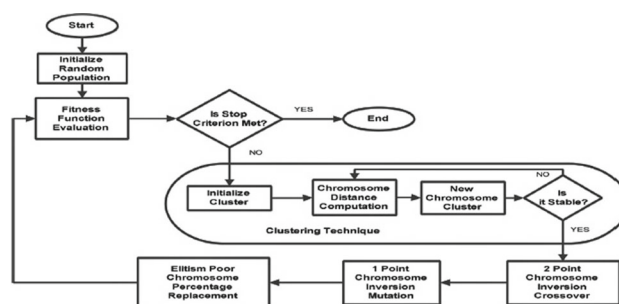 Start
Initialize
Random
Population
Fitness
Function
Evaluation
Is Stop
Criterion Met?
YES
End
NO
Initialize
Cluster
Chromosome
Distance
Computation
New
Chromosome
Cluster
NO
Is
it Stable?
Clustering Technique
YES
Elitism Poor
Chromosome
Percentage
Replacement
1 Point
Chromosome
Inversion
Mutation
2 Point
Chromosome
Inversion
Crossover